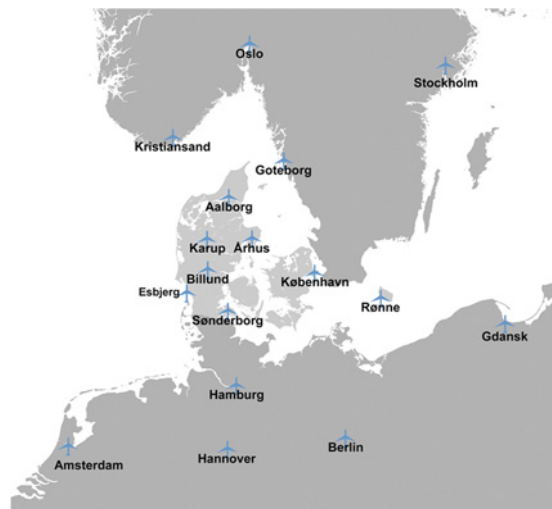 Oslo
Stockholm
Kristiansand
Goteborg
Aalborg
Karup
Århus
Billund
København
Esbjerg
Rønne
Sønderborg
Gdansk
Hamburg
Berlin
Hannover
Amsterdam